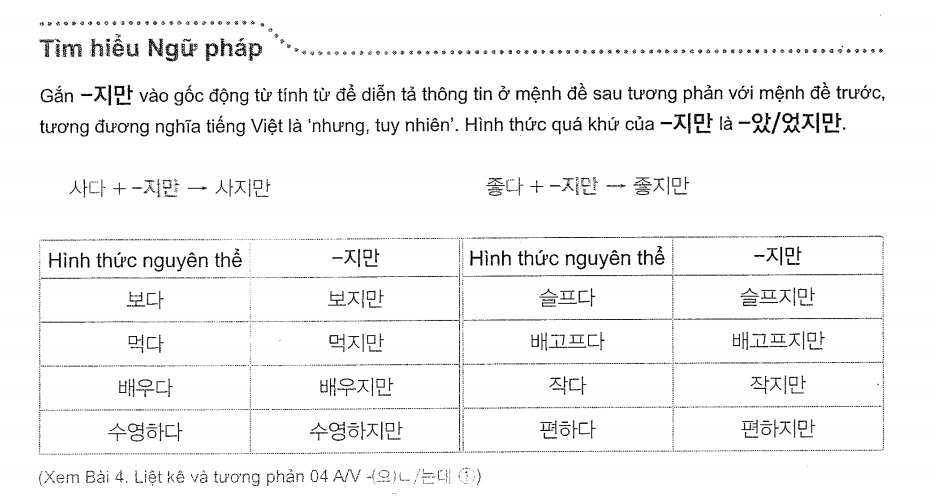 Tìm hiểu Ngữ pháp
Gắn –지만 vào gốc động từ tính từ để diễn tả thông tin ở mệnh đề sau tương phản với mệnh đề trước,
tương đương nghĩa tiếng Việt là ‘nhưng, tuy nhiên’. Hình thức quá khứ của –지만 là –았/었지만.
사다 + –지만 → 사지만 좋다 + –지만 → 좋지만
Hình thức nguyên thể –지만 Hình thức nguyên thể –지만
보다 보지만 슬프다 슬프지만
먹다 먹지만 배고프다 배고프지만
배우다 배우지만 작다 작지만
수영하다 수영하지만 편하다 편하지만
(Xem Bài 4. Liệt kê và tương phản 04 A/V -(으)ㄴ/는데 ①)